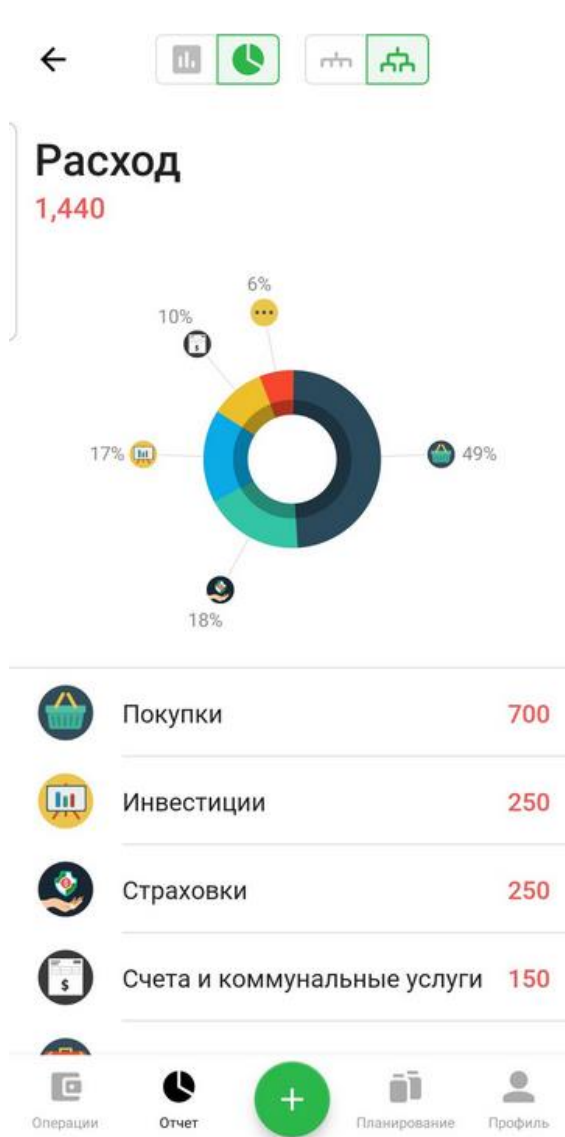 Расход
1,440
6%
10%
17%
49%
18%
Покупки 700
Инвестиции 250
Страховки 250
Счета и коммунальные услуги 150
Операции Отчет Планирование Профиль